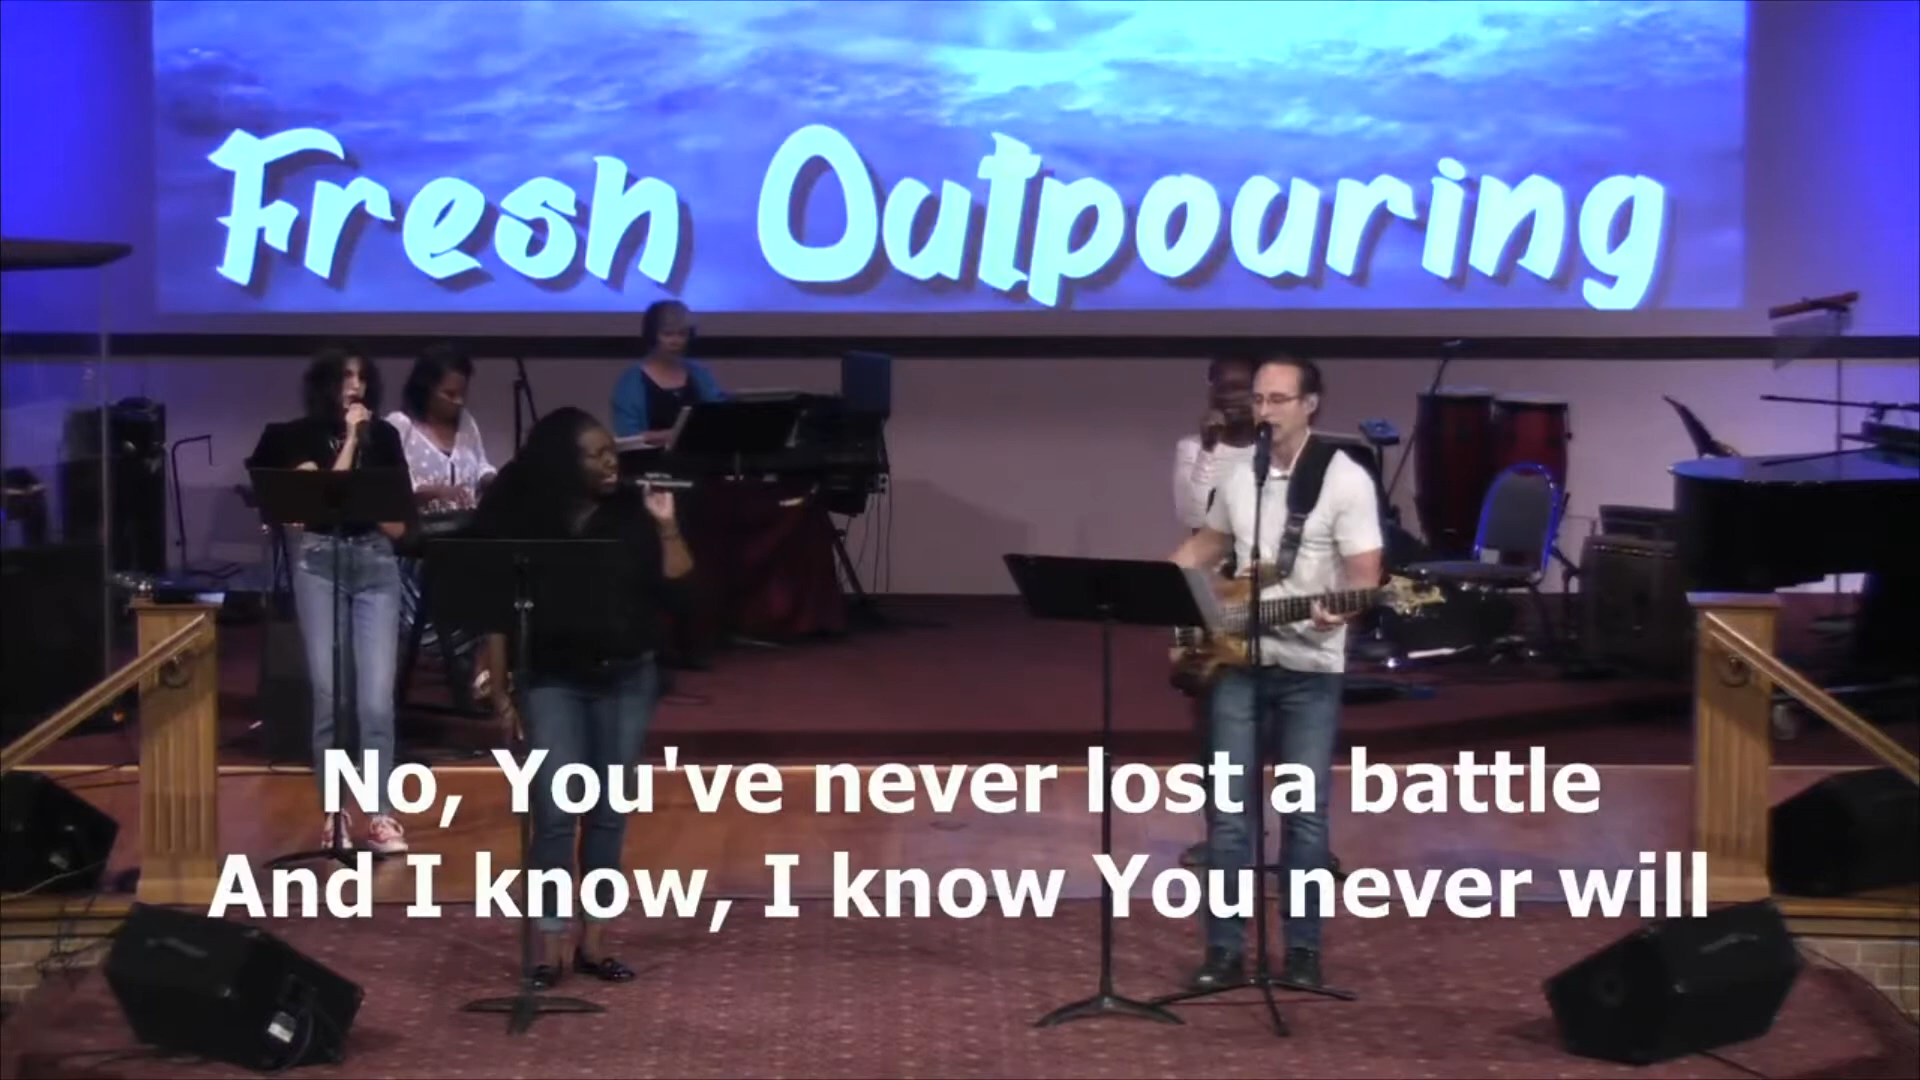 Fresh Outpouring
No, You've never lost a battle
And I know, I know You never will